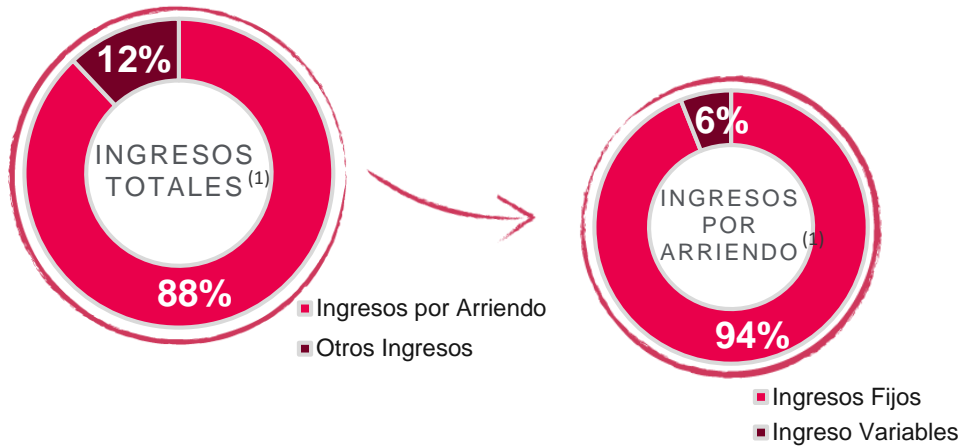 12%
INGRESOS
TOTALES (1)
88%
Ingresos por Arriendo
Otros Ingresos
6%
INGRESOS
POR
ARRIENDO (1)
94%
Ingresos Fijos
Ingreso Variables